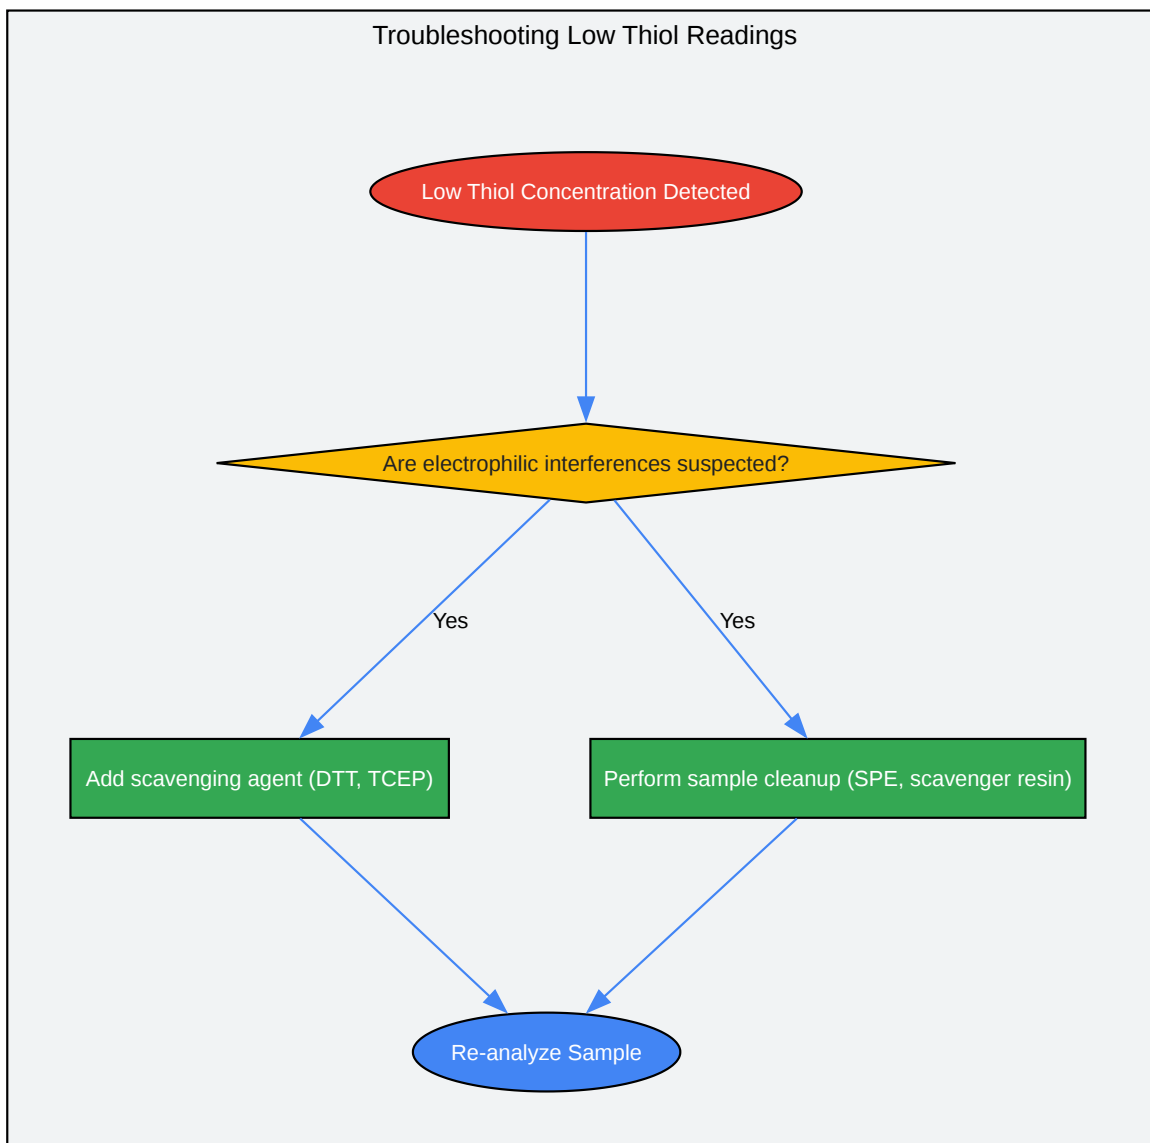 Troubleshooting Low Thiol Readings
Low Thiol Concentration Detected
Are electrophilic interferences suspected?
Yes
Yes
Add scavenging agent (DTT, TCEP)
Perform sample cleanup (SPE, scavenger resin)
Re-analyze Sample